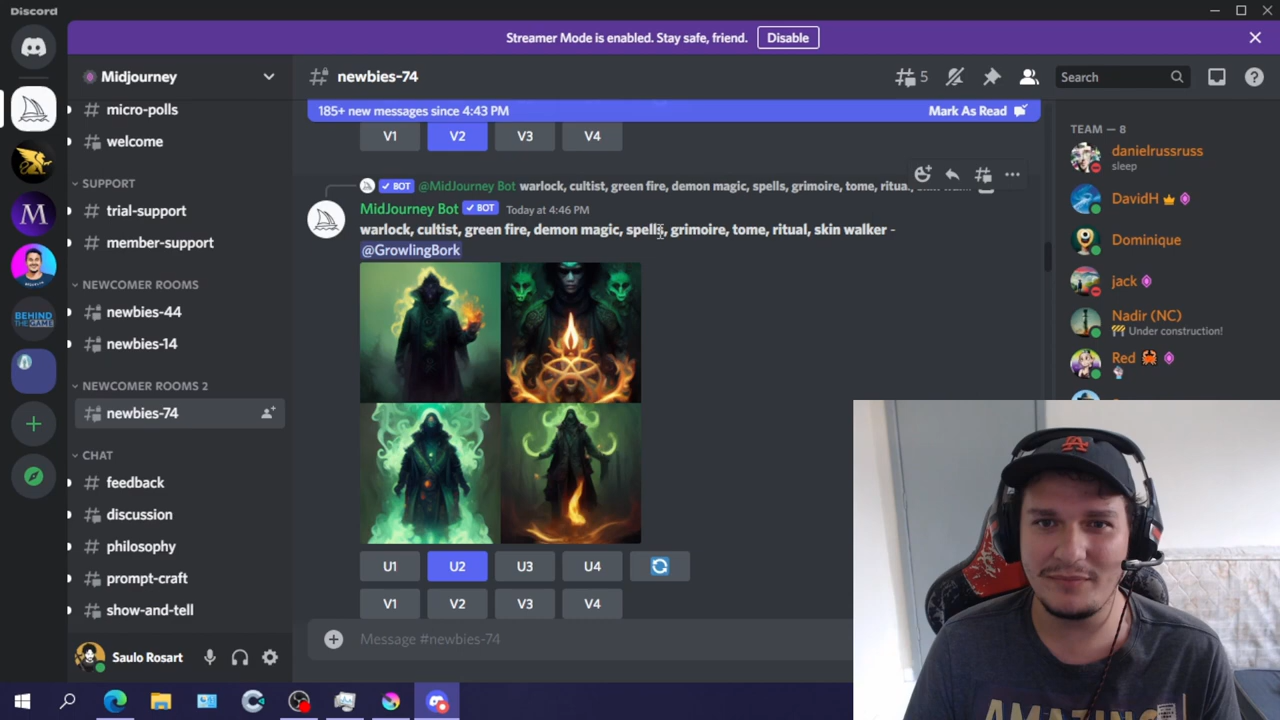 Discord
Streamer Mode is enabled. Stay safe, friend.
Disable
Midjourney
# micro-polls
welcome
SUPPORT
trial-support
member-support
NEWCOMER ROOMS
newbies-44
newbies-14
NEWCOMER ROOMS 2
newbies-74
CHAT
feedback
discussion
philosophy
prompt-craft
show-and-tell
Saulo Rosart
M
BEHIND
THE GAME
newbies-74
5
Search
185+ new messages since 4:43 PM
Mark As Read
V1 V2 V3 V4
BOT @MidJourney Bot warlock, cultist, green fire, demon magic, spells, grimoire, tome, ritual,
MidJourney Bot BOT Today at 4:46 PM
warlock, cultist, green fire, demon magic, spells, grimoire, tome, ritual, skin walker -
@GrowlingBork
U1 U2 U3 U4
V1 V2 V3 V4
Message #newbies-74
TEAM — 8
danielrussruss
sleep
DavidH
Dominique
jack
Nadir (NC)
Under construction!
Red
AMAZING